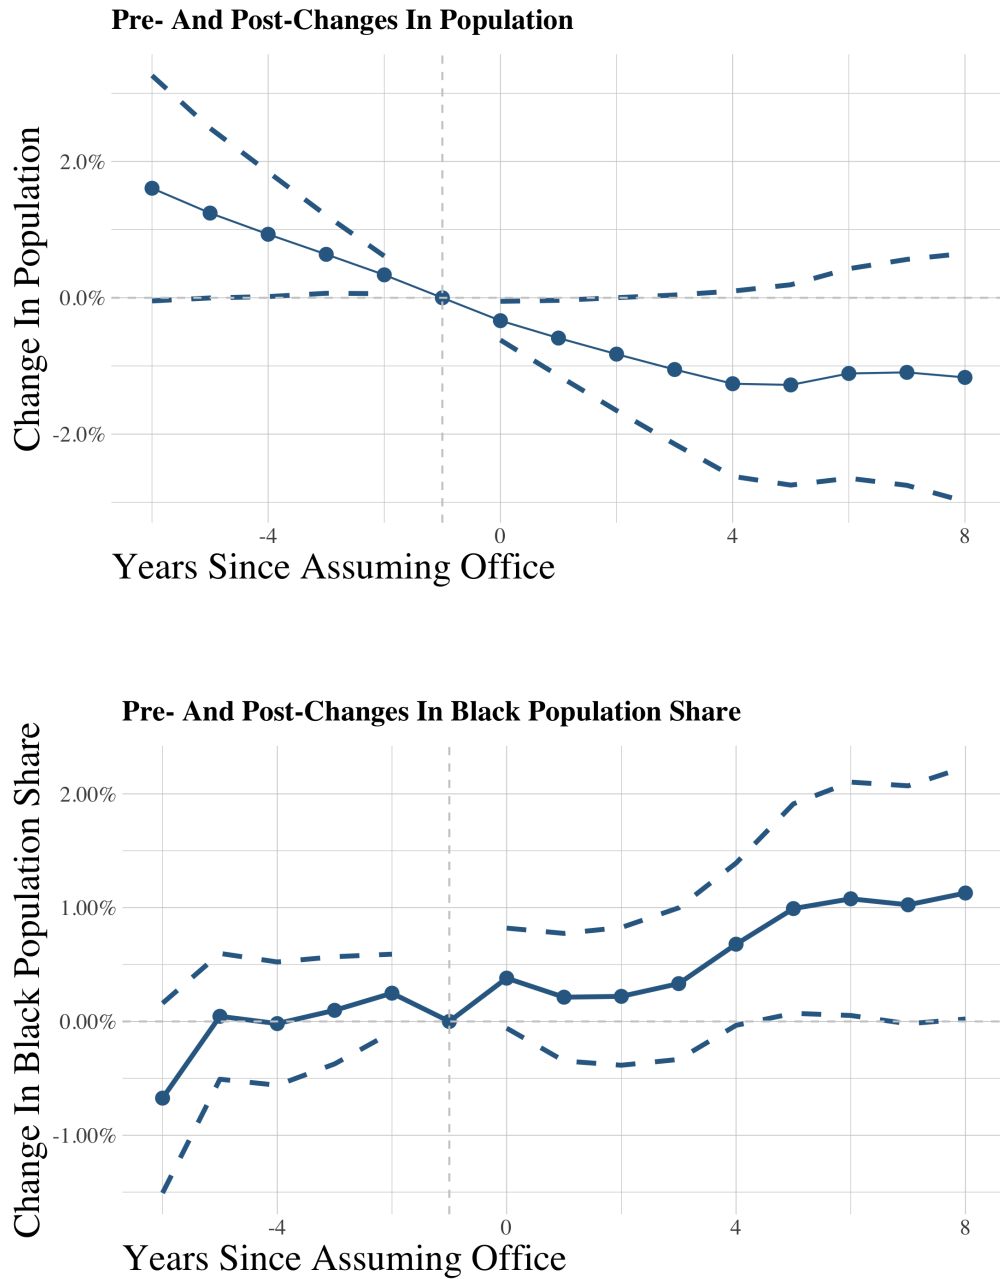 Pre- And Post-Changes In Population
Change In Population
2.0%
0.0%
-2.0%
-4 0 4 8
Years Since Assuming Office
Pre- And Post-Changes In Black Population Share
Change In Black Population Share
2.00%
1.00%
0.00%
-1.00%
-4 0 4 8
Years Since Assuming Office